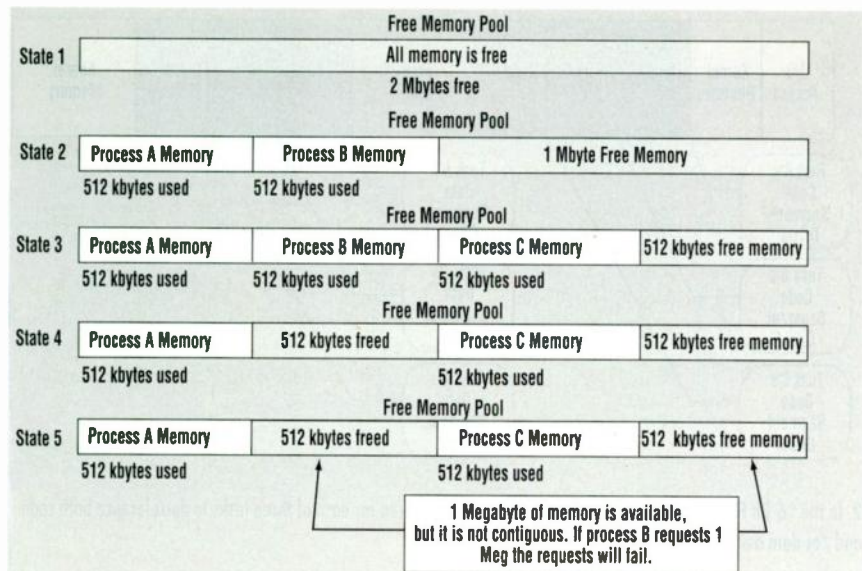 Free Memory Pool
State 1 All memory is free
2 Mbytes free
Free Memory Pool
State 2 Process A Memory Process B Memory 1 Mbyte Free Memory
512 kbytes used 512 kbytes used
Free Memory Pool
State 3 Process A Memory Process B Memory Process C Memory 512 kbytes free memory
512 kbytes used 512 kbytes used 512 kbytes used
Free Memory Pool
State 4 Process A Memory 512 kbytes freed Process C Memory 512 kbytes free memory
512 kbytes used 512 kbytes used
Free Memory Pool
State 5 Process A Memory 512 kbytes freed Process C Memory 512 kbytes free memory
512 kbytes used 512 kbytes used
1 Megabyte of memory is available,
but it is not contiguous. If process B requests 1
Meg the requests will fail.